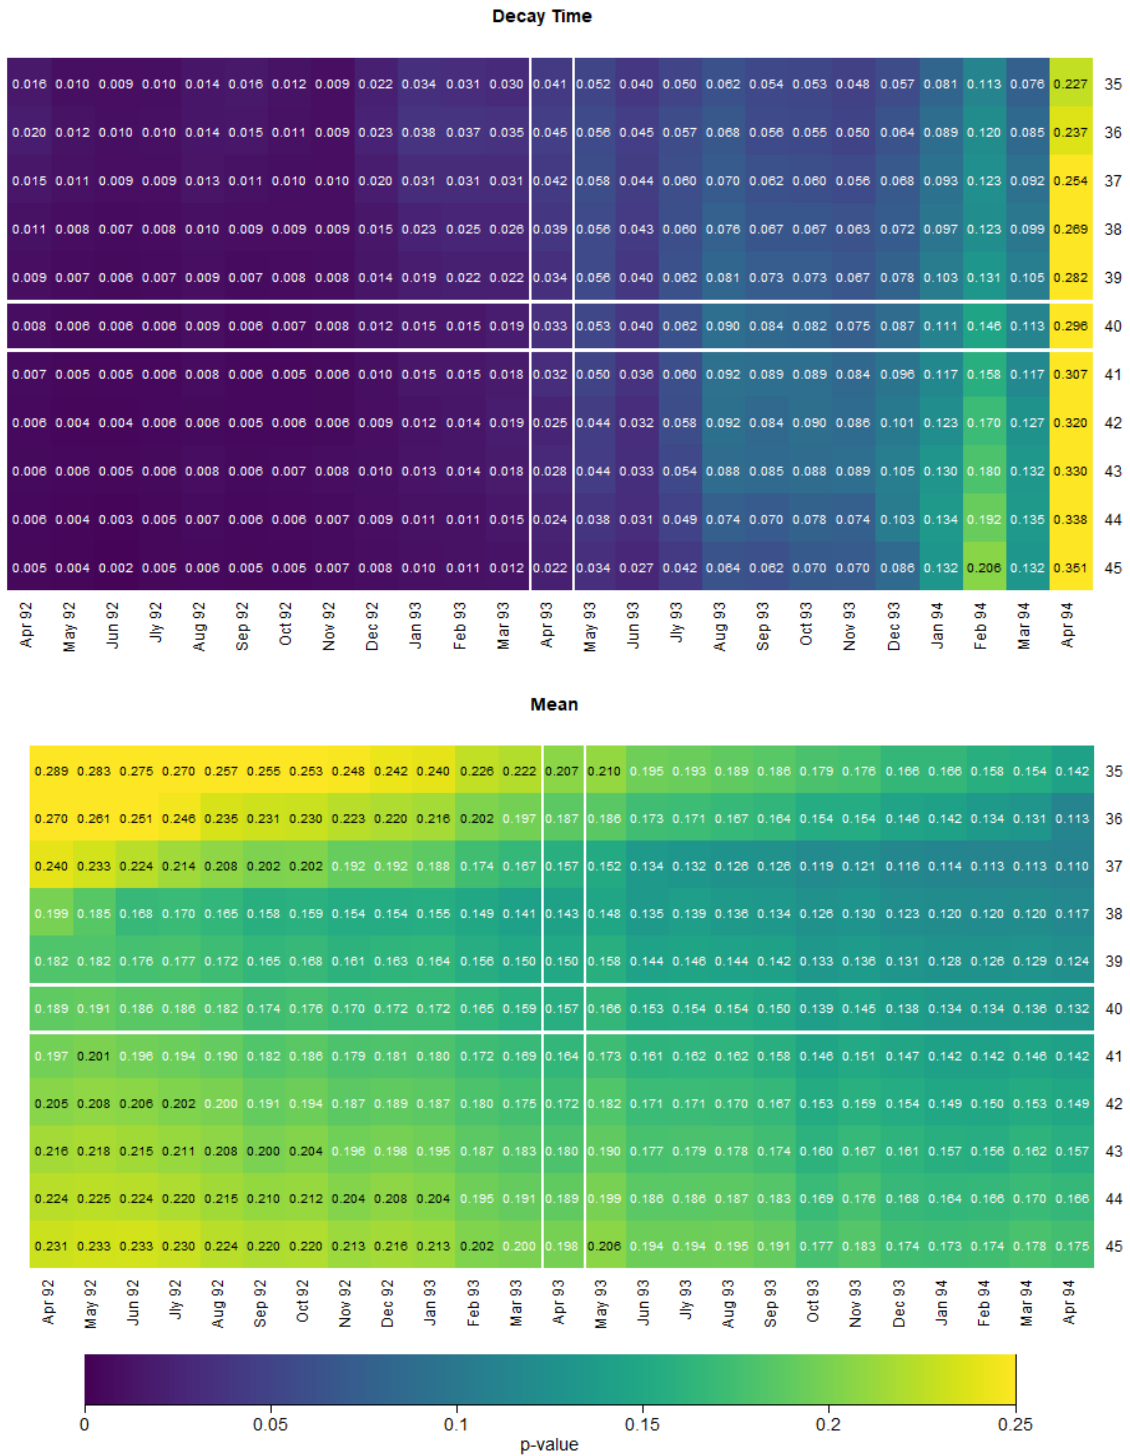 Decay Time
0.016 0.010 0.009 0.010 0.014 0.016 0.012 0.009 0.022 0.034 0.031 0.030 0.041 0.052 0.040 0.050 0.062 0.054 0.053 0.048 0.057 0.081 0.113 0.076 0.227 35
0.020 0.012 0.010 0.010 0.014 0.015 0.011 0.009 0.023 0.038 0.037 0.035 0.045 0.056 0.045 0.057 0.068 0.056 0.055 0.050 0.064 0.089 0.120 0.085 0.237 36
0.015 0.011 0.009 0.009 0.013 0.011 0.010 0.010 0.020 0.031 0.031 0.031 0.042 0.058 0.044 0.060 0.070 0.062 0.060 0.056 0.068 0.093 0.123 0.092 0.254 37
0.011 0.008 0.007 0.008 0.010 0.009 0.009 0.009 0.015 0.023 0.025 0.026 0.039 0.056 0.043 0.060 0.076 0.067 0.067 0.063 0.072 0.097 0.123 0.099 0.269 38
0.009 0.007 0.006 0.007 0.009 0.007 0.008 0.008 0.014 0.019 0.022 0.022 0.034 0.056 0.040 0.062 0.081 0.073 0.073 0.067 0.078 0.103 0.131 0.105 0.282 39
0.008 0.006 0.006 0.006 0.009 0.006 0.007 0.008 0.012 0.015 0.015 0.019 0.033 0.053 0.040 0.062 0.090 0.084 0.082 0.075 0.087 0.111 0.146 0.113 0.296 40
0.007 0.005 0.005 0.006 0.008 0.006 0.005 0.006 0.010 0.015 0.015 0.018 0.032 0.050 0.036 0.060 0.092 0.089 0.089 0.084 0.096 0.117 0.158 0.117 0.307 41
0.006 0.004 0.004 0.006 0.006 0.005 0.006 0.006 0.009 0.012 0.014 0.019 0.025 0.044 0.032 0.058 0.092 0.084 0.090 0.086 0.101 0.123 0.170 0.127 0.320 42
0.006 0.006 0.005 0.006 0.008 0.006 0.007 0.008 0.010 0.013 0.014 0.018 0.028 0.044 0.033 0.054 0.088 0.085 0.088 0.089 0.105 0.130 0.180 0.132 0.330 43
0.006 0.004 0.003 0.005 0.007 0.006 0.006 0.007 0.009 0.011 0.011 0.015 0.024 0.038 0.031 0.049 0.074 0.070 0.078 0.074 0.103 0.134 0.192 0.135 0.338 44
0.005 0.004 0.002 0.005 0.006 0.005 0.006 0.007 0.008 0.010 0.011 0.012 0.022 0.034 0.027 0.042 0.064 0.062 0.070 0.070 0.086 0.132 0.206 0.132 0.351 45
Apr 92 May 92 Jun 92 Jly 92 Aug 92 Sep 92 Oct 92 Nov 92 Dec 92 Jan 93 Feb 93 Mar 93 Apr 93 May 93 Jun 93 Jly 93 Aug 93 Sep 93 Oct 93 Nov 93 Dec 93 Jan 94 Feb 94 Mar 94 Apr 94
Mean
0.289 0.283 0.275 0.270 0.257 0.255 0.253 0.248 0.242 0.240 0.226 0.222 0.207 0.210 0.195 0.193 0.189 0.186 0.179 0.176 0.166 0.166 0.158 0.154 0.142 35
0.270 0.261 0.251 0.246 0.235 0.231 0.230 0.223 0.220 0.216 0.202 0.197 0.187 0.186 0.173 0.171 0.167 0.164 0.154 0.154 0.146 0.142 0.134 0.131 0.113 36
0.240 0.233 0.224 0.214 0.208 0.202 0.202 0.192 0.192 0.188 0.174 0.167 0.157 0.152 0.134 0.132 0.126 0.126 0.119 0.121 0.116 0.114 0.113 0.113 0.110 37
0.199 0.185 0.168 0.170 0.165 0.158 0.159 0.154 0.154 0.155 0.149 0.141 0.143 0.148 0.135 0.139 0.136 0.134 0.126 0.130 0.123 0.120 0.120 0.120 0.117 38
0.182 0.182 0.176 0.177 0.172 0.165 0.168 0.161 0.163 0.164 0.156 0.150 0.150 0.158 0.144 0.146 0.144 0.142 0.133 0.136 0.131 0.128 0.126 0.129 0.124 39
0.189 0.191 0.186 0.186 0.182 0.174 0.176 0.170 0.172 0.172 0.165 0.159 0.157 0.166 0.153 0.154 0.154 0.150 0.139 0.145 0.138 0.134 0.134 0.136 0.132 40
0.197 0.201 0.196 0.194 0.190 0.182 0.186 0.179 0.181 0.180 0.172 0.169 0.164 0.173 0.161 0.162 0.162 0.158 0.146 0.151 0.147 0.142 0.142 0.146 0.142 41
0.205 0.208 0.206 0.202 0.200 0.191 0.194 0.187 0.189 0.187 0.180 0.175 0.172 0.182 0.171 0.171 0.170 0.167 0.153 0.159 0.154 0.149 0.150 0.153 0.149 42
0.216 0.218 0.215 0.211 0.208 0.200 0.204 0.196 0.198 0.195 0.187 0.183 0.180 0.190 0.177 0.179 0.178 0.174 0.160 0.167 0.161 0.157 0.156 0.162 0.157 43
0.224 0.225 0.224 0.220 0.215 0.210 0.212 0.204 0.208 0.204 0.195 0.191 0.189 0.199 0.186 0.186 0.187 0.183 0.169 0.176 0.168 0.164 0.166 0.170 0.166 44
0.231 0.233 0.233 0.230 0.224 0.220 0.220 0.213 0.216 0.213 0.202 0.200 0.198 0.206 0.194 0.194 0.195 0.191 0.177 0.183 0.174 0.173 0.174 0.178 0.175 45
Apr 92 May 92 Jun 92 Jly 92 Aug 92 Sep 92 Oct 92 Nov 92 Dec 92 Jan 93 Feb 93 Mar 93 Apr 93 May 93 Jun 93 Jly 93 Aug 93 Sep 93 Oct 93 Nov 93 Dec 93 Jan 94 Feb 94 Mar 94 Apr 94
0 0.05 0.1 0.15 0.2 0.25
p-value